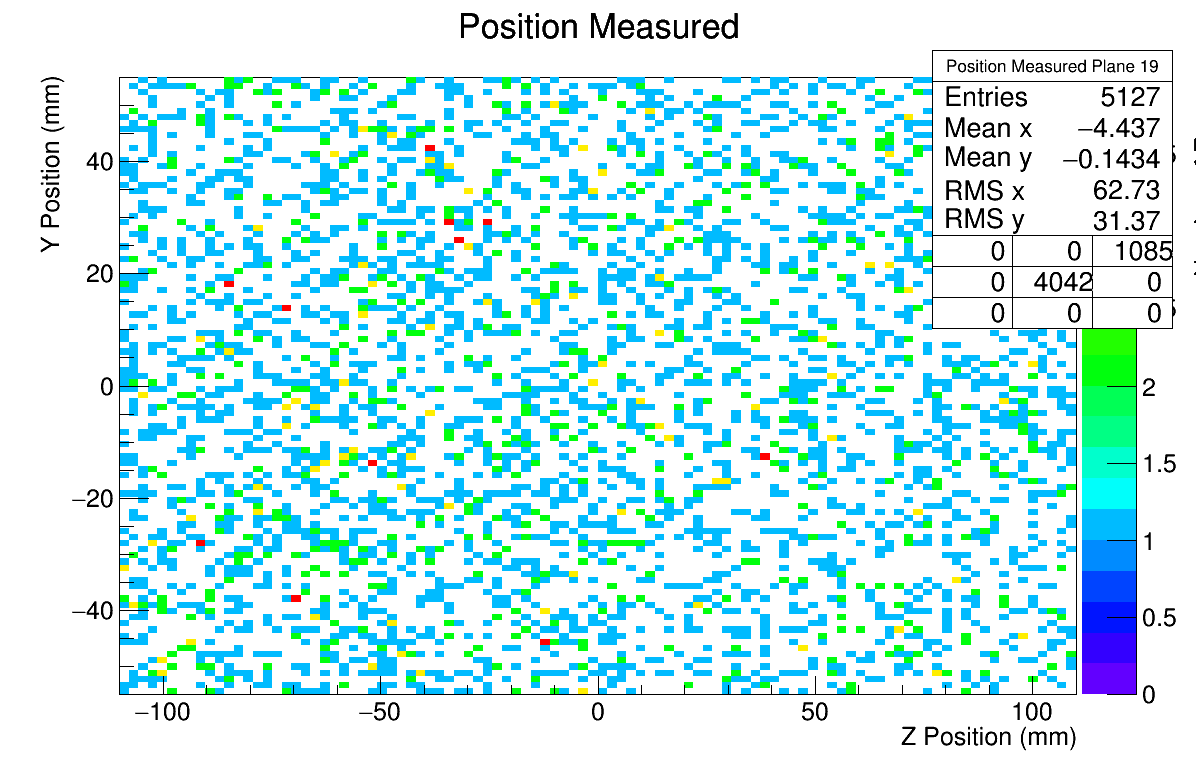 Position Measured
Position Measured Plane 19
Entries 5127
Mean x −4.437
Mean y −0.1434
RMS x 62.73
RMS y 31.37
0 0 1085
0 4042 0
0 0 0
Y Position (mm)
40
20
0
−20
−40
−100 −50 0 50 100
Z Position (mm)
2
1.5
1
0.5
0